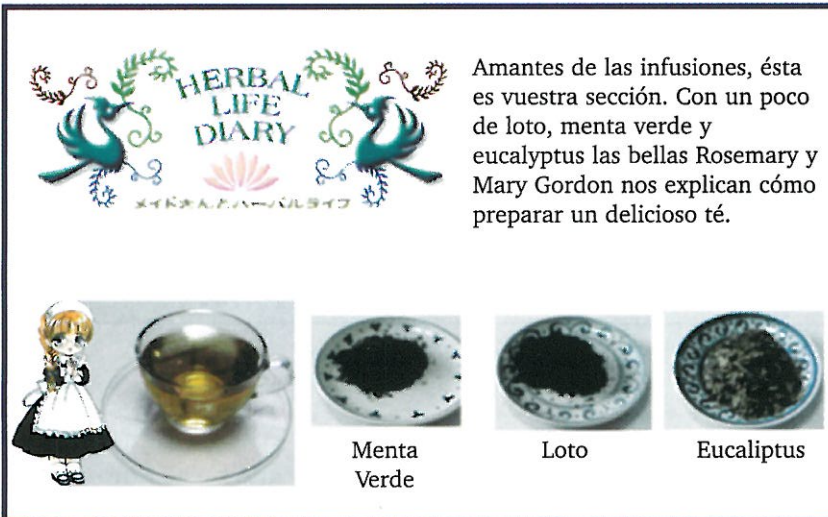 HERBAL
LIFE
DIARY
メイドさんとハーバルライフ
Amantes de las infusiones, ésta
es vuestra sección. Con un poco
de loto, menta verde y
eucalyptus las bellas Rosemary y
Mary Gordon nos explican cómo
preparar un delicioso té.
Menta
Verde
Loto
Eucaliptus